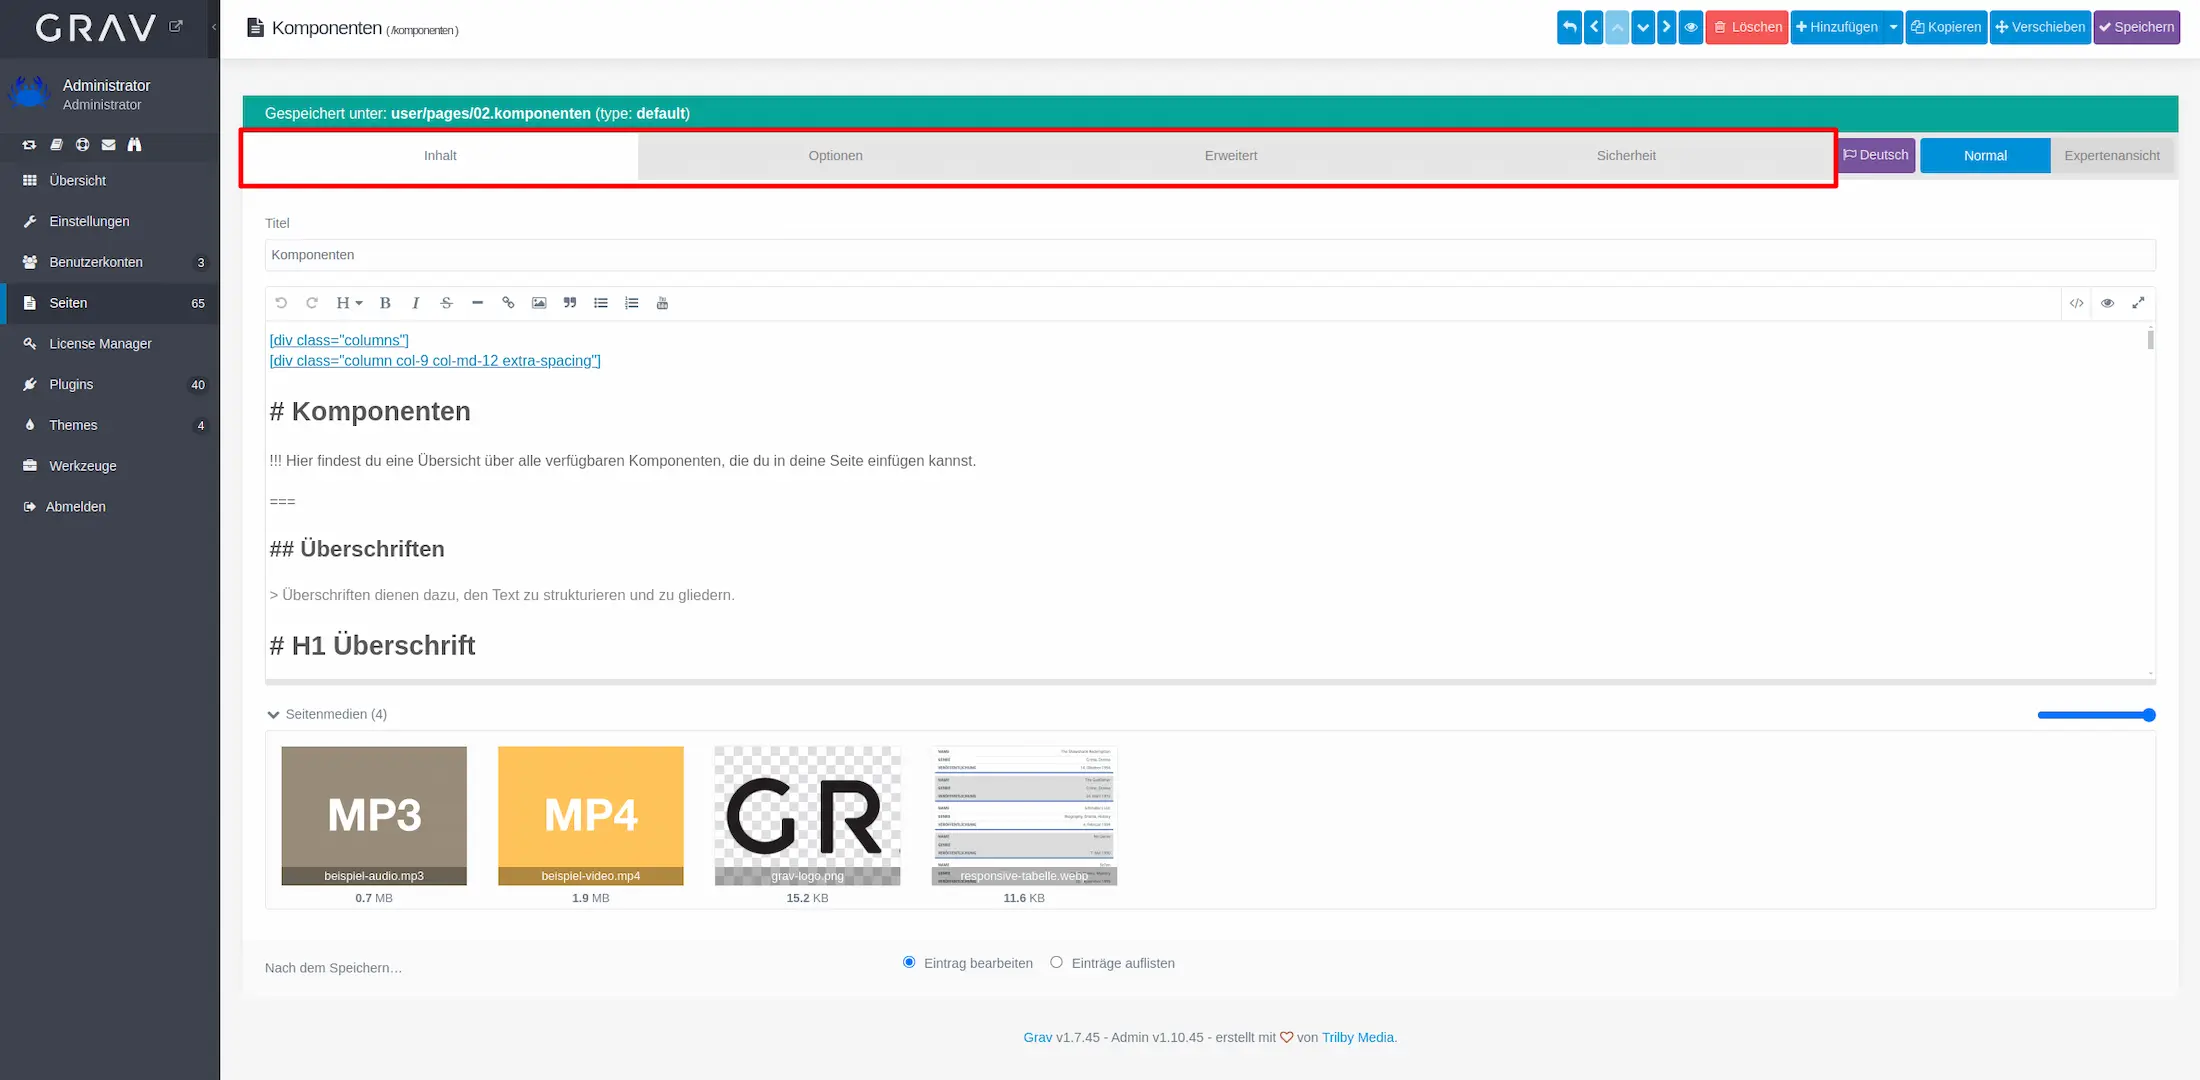 GRAV
Komponenten ( /komponenten )
Löschen
Hinzufügen
Kopieren
Verschieben
Speichern
Administrator
Administrator
Übersicht
Einstellungen
Benutzerkonten 3
Seiten 65
License Manager
Plugins 40
Themes 4
Werkzeuge
Abmelden
Gespeichert unter: user/pages/02.komponenten (type: default)
Inhalt
Optionen
Erweitert
Sicherheit
Deutsch
Normal
Expertenansicht
Titel
Komponenten
H B I S
[div class="columns"]
[div class="column col-9 col-md-12 extra-spacing"]
# Komponenten
!!! Hier findest du eine Übersicht über alle verfügbaren Komponenten, die du in deine Seite einfügen kannst.
===
## Überschriften
> Überschriften dienen dazu, den Text zu strukturieren und zu gliedern.
# H1 Überschrift
Seitenmedien (4)
MP3
beispiel-audio.mp3
0.7 MB
MP4
beispiel-video.mp4
1.9 MB
GR
grav-logo.png
15.2 KB
responsive-tabelle.webp
11.6 KB
Nach dem Speichern…
Eintrag bearbeiten
Einträge auflisten
Grav v1.7.45 - Admin v1.10.45 - erstellt mit von Trilby Media.